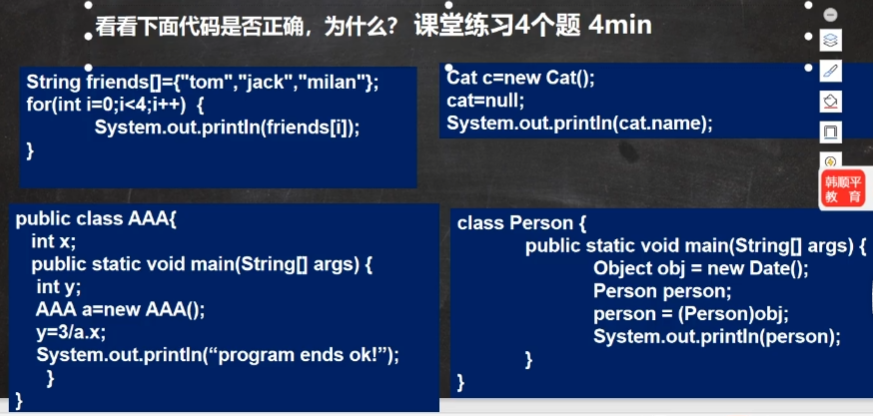 看看下面代码是否正确，为什么？ 课堂练习4个题 4min
String friends[]={"tom","jack","milan"};
for(int i=0;i<4;i++) {
System.out.println(friends[i]);
}
Cat c=new Cat();
cat=null;
System.out.println(cat.name);
韩顺平
教 育
public class AAA{
int x;
public static void main(String[] args) {
int y;
AAA a=new AAA();
y=3/a.x;
System.out.println(“program ends ok!”);
}
}
class Person {
public static void main(String[] args) {
Object obj = new Date();
Person person;
person = (Person)obj;
System.out.println(person);
}
}